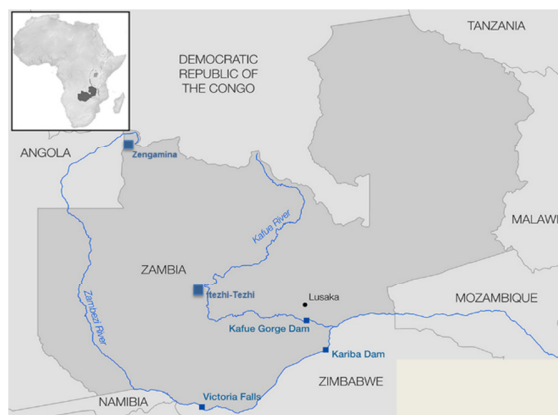 TANZANIA
DEMOCRATIC
REPUBLIC OF
THE CONGO
ANGOLA
Zengamina
MALAWI
Kafue River
ZAMBIA
Itezhi-Tezhi
Zambezi River
Lusaka
MOZAMBIQUE
Kafue Gorge Dam
Kariba Dam
ZIMBABWE
Victoria Falls
NAMIBIA